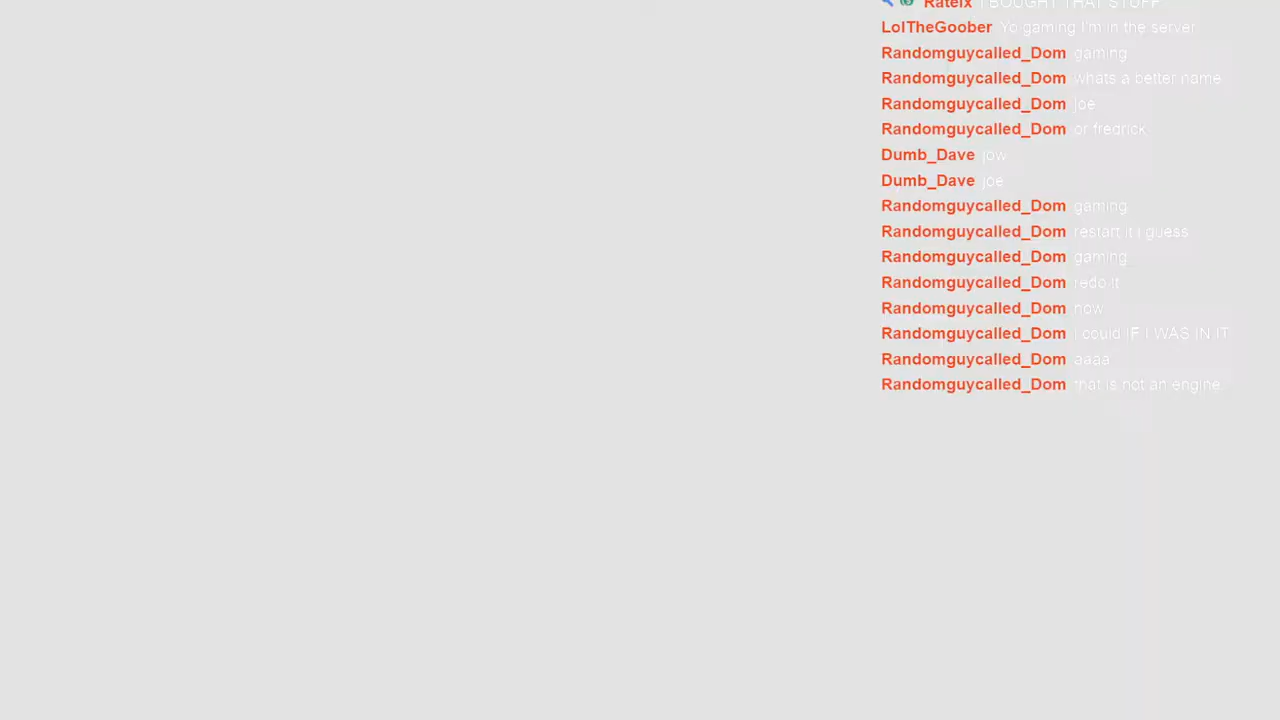 Rateix I BOUGHT THAT STUFF
LolTheGoober Yo gaming I'm in the server
Randomguycalled_Dom gaming
Randomguycalled_Dom whats a better name
Randomguycalled_Dom joe
Randomguycalled_Dom or fredrick
Dumb_Dave jow
Dumb_Dave joe
Randomguycalled_Dom gaming
Randomguycalled_Dom restart it i guess
Randomguycalled_Dom gaming
Randomguycalled_Dom redo it
Randomguycalled_Dom now
Randomguycalled_Dom i could IF I WAS IN IT
Randomguycalled_Dom aaaa
Randomguycalled_Dom that is not an engine